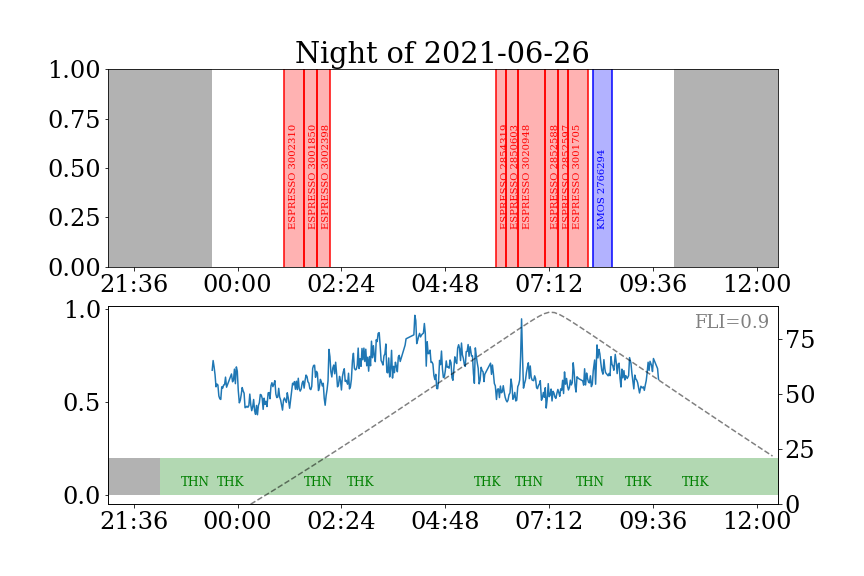 Night of 2021-06-26
1.00
0.75
0.50
0.25
0.00
ESPRESSO 3002310
ESPRESSO 3001850
ESPRESSO 3002398
ESPRESSO 2854319
ESPRESSO 2850603
ESPRESSO 3020948
ESPRESSO 2852588
ESPRESSO 2852597
ESPRESSO 3001705
KMOS 2766294
21:36 00:00 02:24 04:48 07:12 09:36 12:00
FLI=0.9
1.0
0.5
0.0
75
50
25
0
THN THK THN THK THK THN THN THK THK
21:36 00:00 02:24 04:48 07:12 09:36 12:00